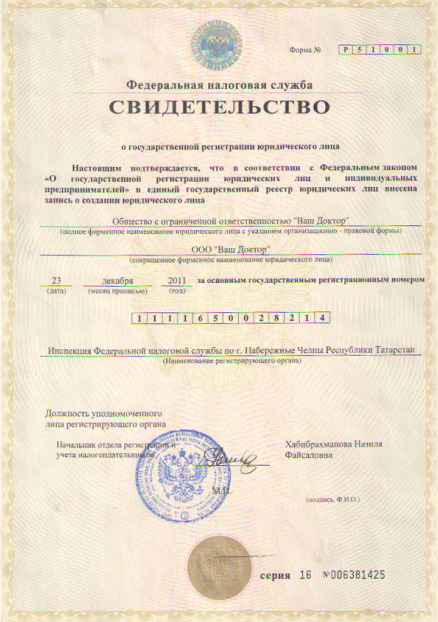 Форма № Р 5 1 0 0 1
Федеральная налоговая служба
СВИДЕТЕЛЬСТВО
о государственной регистрации юридического лица
Настоящим подтверждается, что в соответствии с Федеральным законом
«О государственной регистрации юридических лиц и индивидуальных
предпринимателей» в единый государственный реестр юридических лиц внесена
запись о создании юридического лица
Общество с ограниченной ответственностью "Ваш Доктор"
(полное фирменное наименование юридического лица с указанием организационно - правовой формы)
ООО "Ваш Доктор"
(сокращенное фирменное наименование юридического лица)
23 декабря 2011 за основным государственным регистрационным номером
(дата) (месяц прописью) (год)
1 1 1 1 6 5 0 0 2 8 2 1 4
Инспекция Федеральной налоговой службы по г. Набережные Челны Республики Татарстан
(Наименование регистрирующего органа)
Должность уполномоченного
лица регистрирующего органа
Начальник отдела регистрации и Хабибрахманова Назиля
учета налогоплательщиков Файсаловна
М.П.
(подпись, Ф.И.О.)
серия 16 №006381425